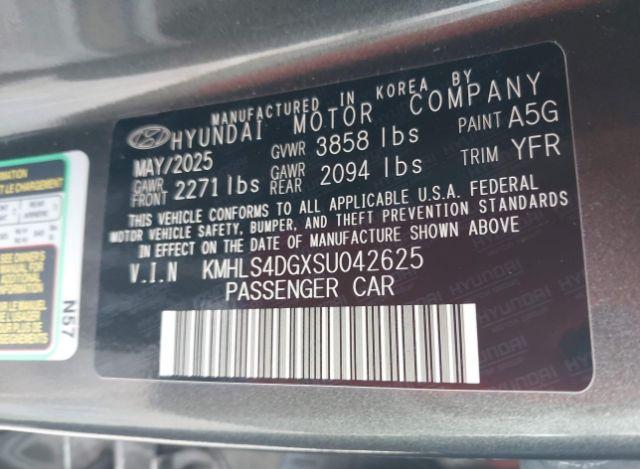 MANUFACTURED IN KOREA BY
HYUNDAI MOTOR COMPANY
MAY/2025 GVWR 3858 lbs PAINT A5G
GAWR FRONT 2271 lbs GAWR REAR 2094 lbs TRIM YFR
THIS VEHICLE CONFORMS TO ALL APPLICABLE U.S.A. FEDERAL
MOTOR VEHICLE SAFETY, BUMPER, AND THEFT PREVENTION STANDARDS
IN EFFECT ON THE DATE OF MANUFACTURE SHOWN ABOVE
V.I.N KMHLS4DGXSU042625
PASSENGER CAR
N57
HYUNDAI